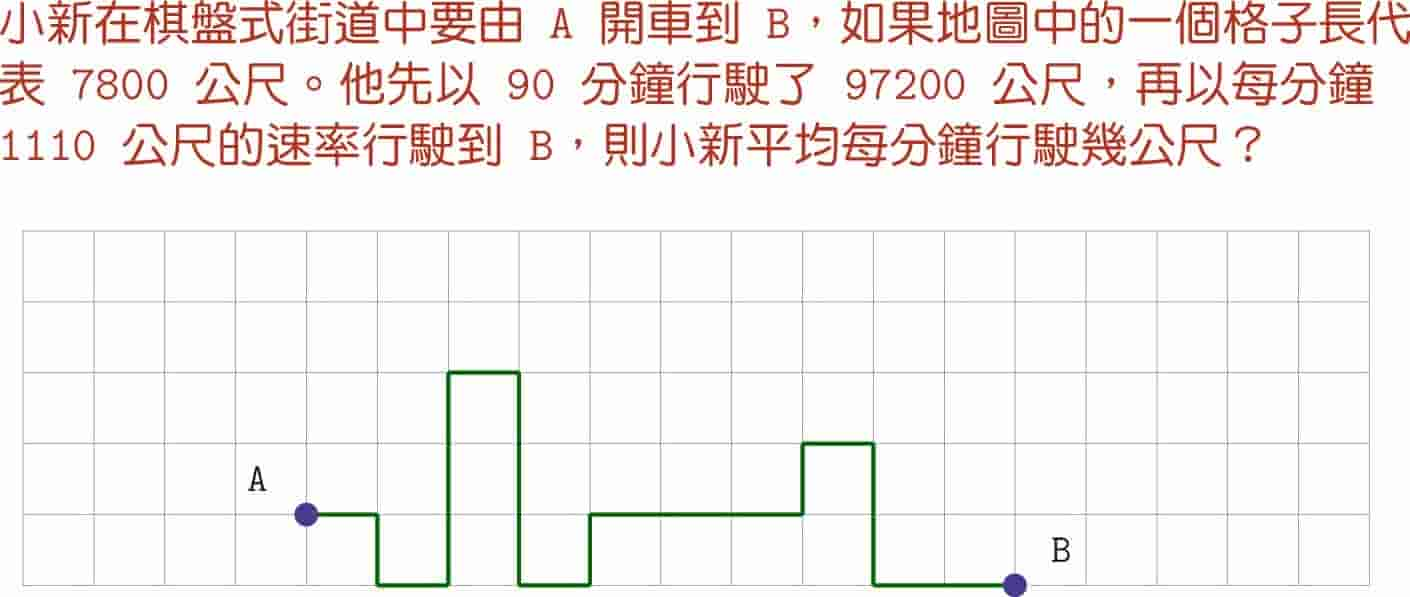 小新在棋盤式街道中要由 A 開車到 B，如果地圖中的一個格子長代
表 7800 公尺。他先以 90 分鐘行駛了 97200 公尺，再以每分鐘
1110 公尺的速率行駛到 B，則小新平均每分鐘行駛幾公尺？
A
B